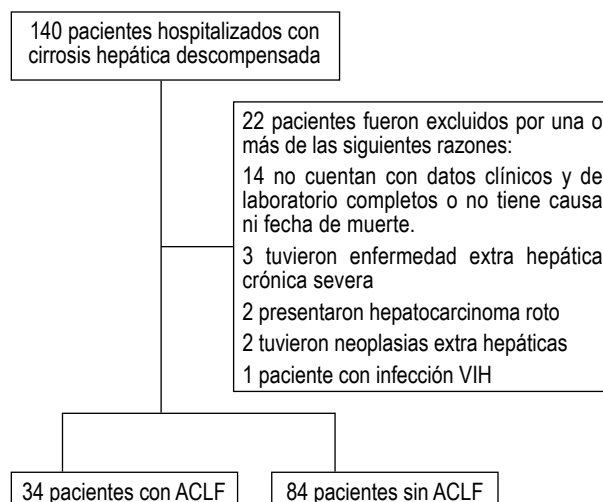 140 pacientes hospitalizados con
cirrosis hepática descompensada
22 pacientes fueron excluidos por una o
más de las siguientes razones:
14 no cuentan con datos clínicos y de
laboratorio completos o no tiene causa
ni fecha de muerte.
3 tuvieron enfermedad extra hepática
crónica severa
2 presentaron hepatocarcinoma roto
2 tuvieron neoplasias extra hepáticas
1 paciente con infección VIH
34 pacientes con ACLF
84 pacientes sin ACLF